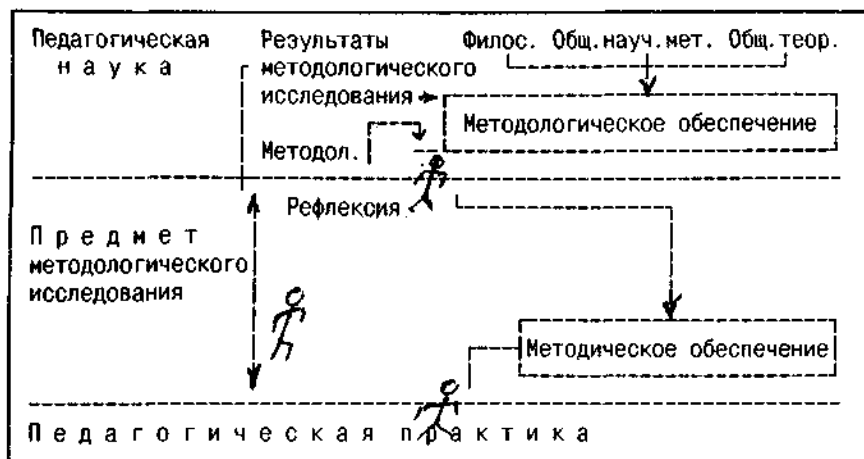 Педагогическая
наука
Результаты
методологического
исследования
Филос. Общ.науч.мет. Общ.теор.
Методологическое обеспечение
Методол.
Рефлексия
Предмет
методологического
исследования
Методическое обеспечение
Педагогическая практика